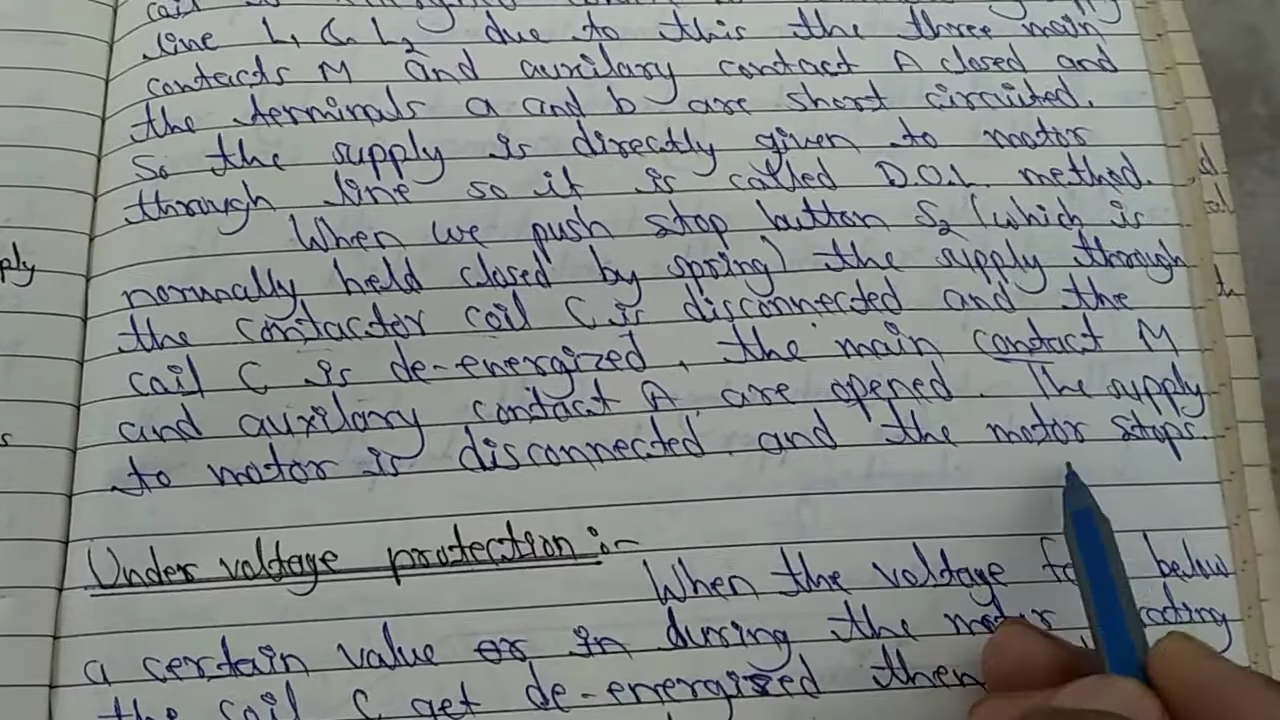 coil
line L1 & L2 due to this the three main
contacts M and auxilary contact A closed and
the terminals a and b are short circuited.
So the supply is directly given to motor
through line so it is called D.O.L. method.
When we push stop button S2 (which is
normally held closed by spring) the supply through
the contactor coil C is disconnected and the
coil C is de-energized, the main contact M
and auxilary contact A are opened. The supply
to motor is disconnected and the motor stops.
Under voltage protection :-
When the voltage below
a certain value or in during the motor
the coil C get de-energised then
ply